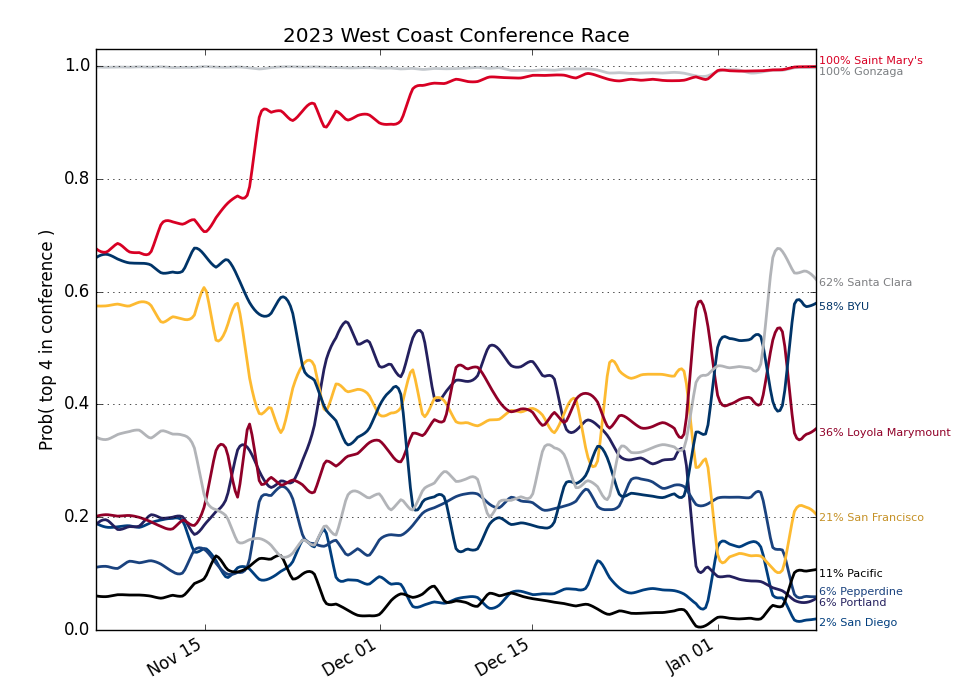 2023 West Coast Conference Race
Prob( top 4 in conference )
1.0
0.8
0.6
0.4
0.2
0.0
Nov 15
Dec 01
Dec 15
Jan 01
100% Saint Mary's
100% Gonzaga
62% Santa Clara
58% BYU
36% Loyola Marymount
21% San Francisco
11% Pacific
6% Pepperdine
6% Portland
2% San Diego